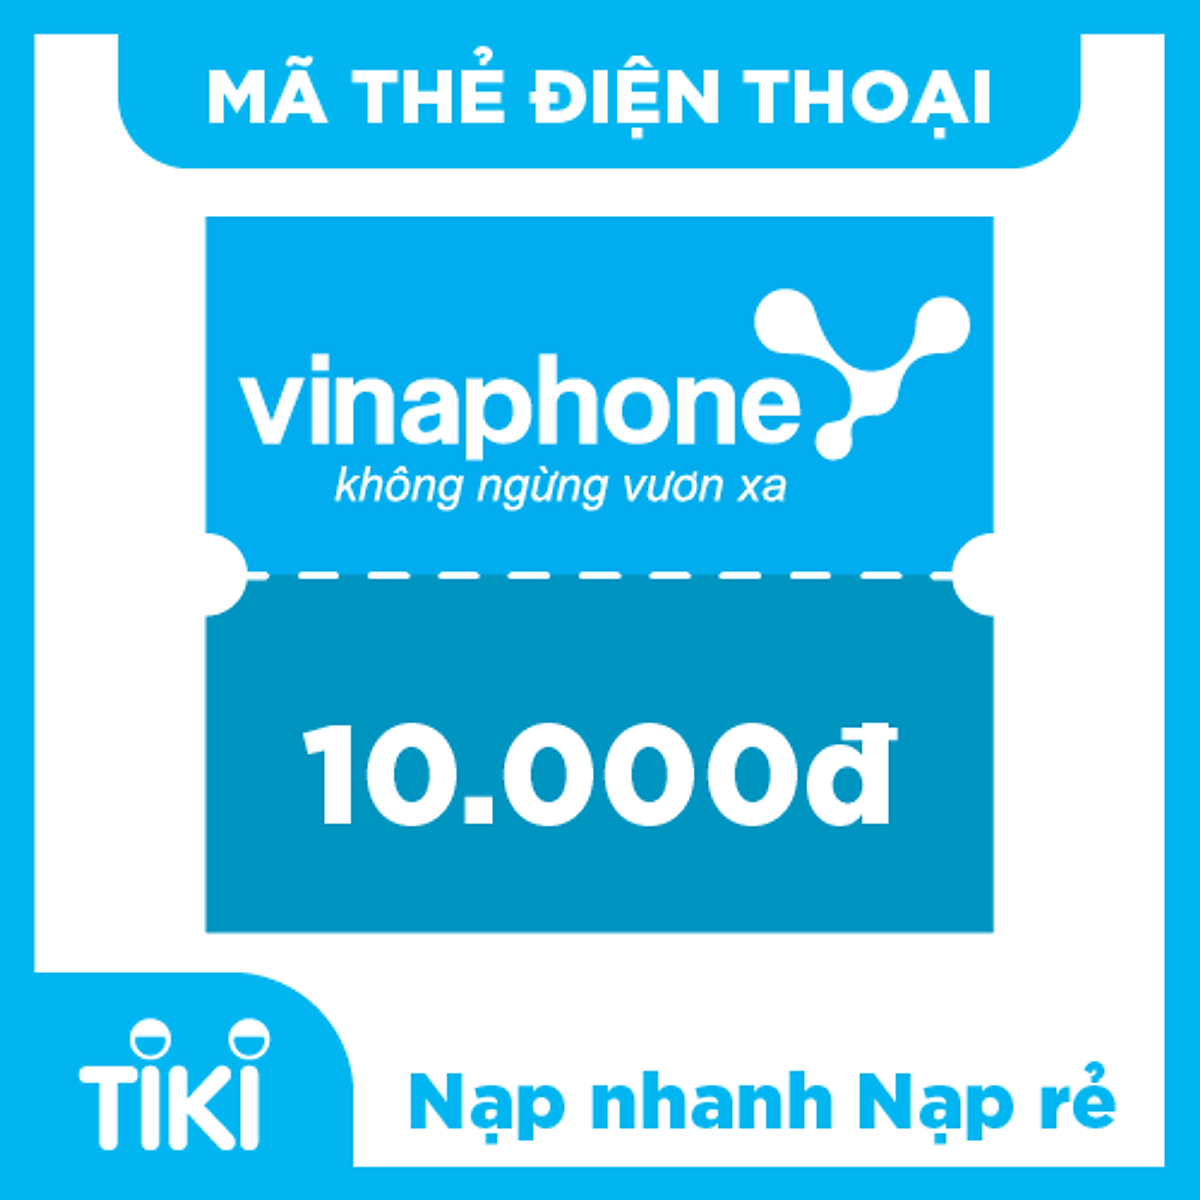 MÃ THẺ ĐIỆN THOẠI
vinaphone
không ngừng vươn xa
10.000đ
TIKI
Nạp nhanh Nạp rẻ